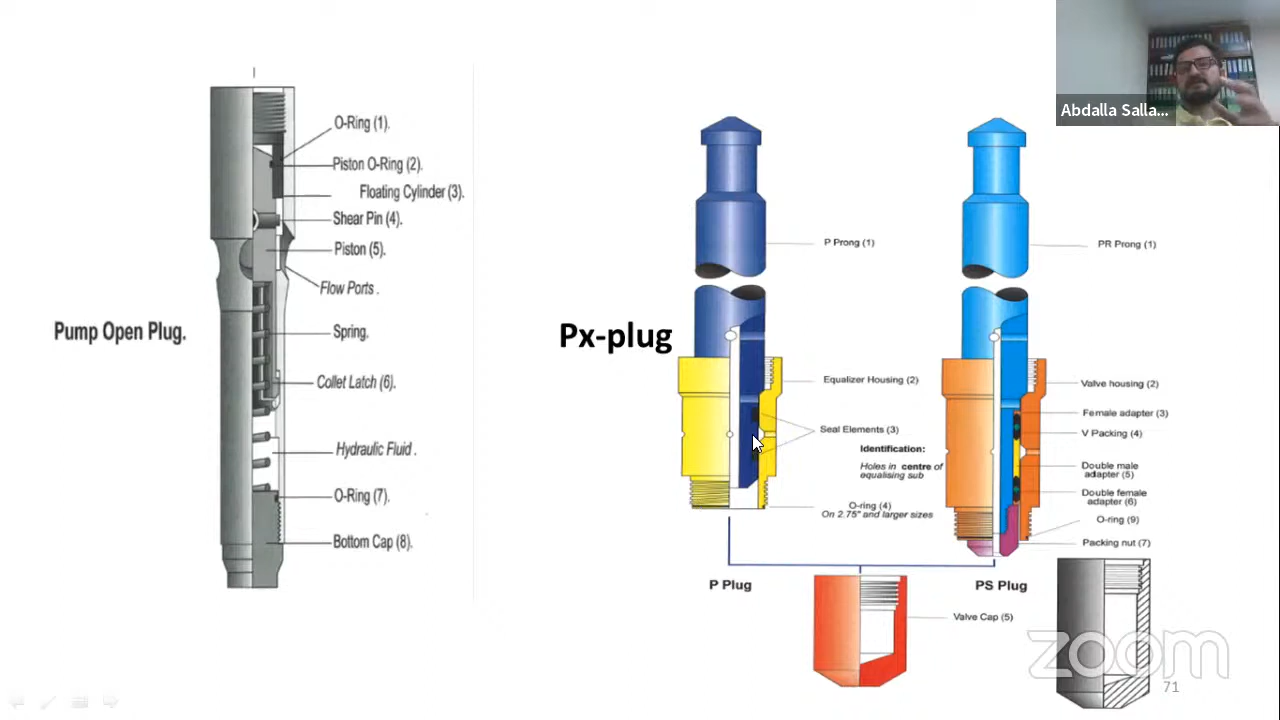 Abdalla Salla...
O-Ring (1).
Piston O-Ring (2).
Floating Cylinder (3).
Shear Pin (4).
Piston (5).
Flow Ports .
Pump Open Plug.
Spring.
Collet Latch (6).
Hydraulic Fluid .
O-Ring (7).
Bottom Cap (8).
Px-plug
P Prong (1)
Equalizer Housing (2)
Seal Elements (3)
Identification:
Holes in centre of
equalising sub
O-ring (4)
On 2.75" and larger sizes
P Plug
PR Prong (1)
Valve housing (2)
Female adapter (3)
V Packing (4)
Double male
adapter (5)
Double female
adapter (6)
O-ring (9)
Packing nut (7)
PS Plug
Valve Cap (5)
zoom
71